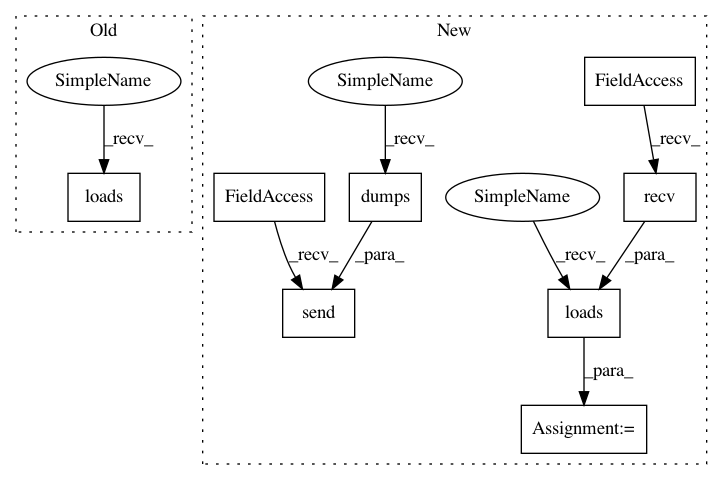 Old
New
SimpleName
SimpleName
FieldAccess
_recv_
_recv_
_recv_
loads
FieldAccess
dumps
SimpleName
recv
_recv_
_para_
_recv_
_para_
send
loads
_para_
Assignment:=